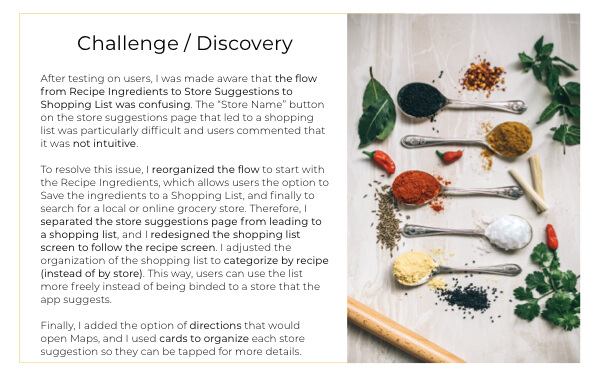 Challenge / Discovery
After testing on users, I was made aware that the flow
from Recipe Ingredients to Store Suggestions to
Shopping List was confusing. The “Store Name” button
on the store suggestions page that led to a shopping
list was particularly difficult and users commented that
it was not intuitive.
To resolve this issue, I reorganized the flow to start with
the Recipe Ingredients, which allows users the option to
Save the ingredients to a Shopping List, and finally to
search for a local or online grocery store. Therefore, I
separated the store suggestions page from leading to
a shopping list, and I redesigned the shopping list
screen to follow the recipe screen. I adjusted the
organization of the shopping list to categorize by recipe
(instead of by store). This way, users can use the list
more freely instead of being binded to a store that the
app suggests.
Finally, I added the option of directions that would
open Maps, and I used cards to organize each store
suggestion so they can be tapped for more details.